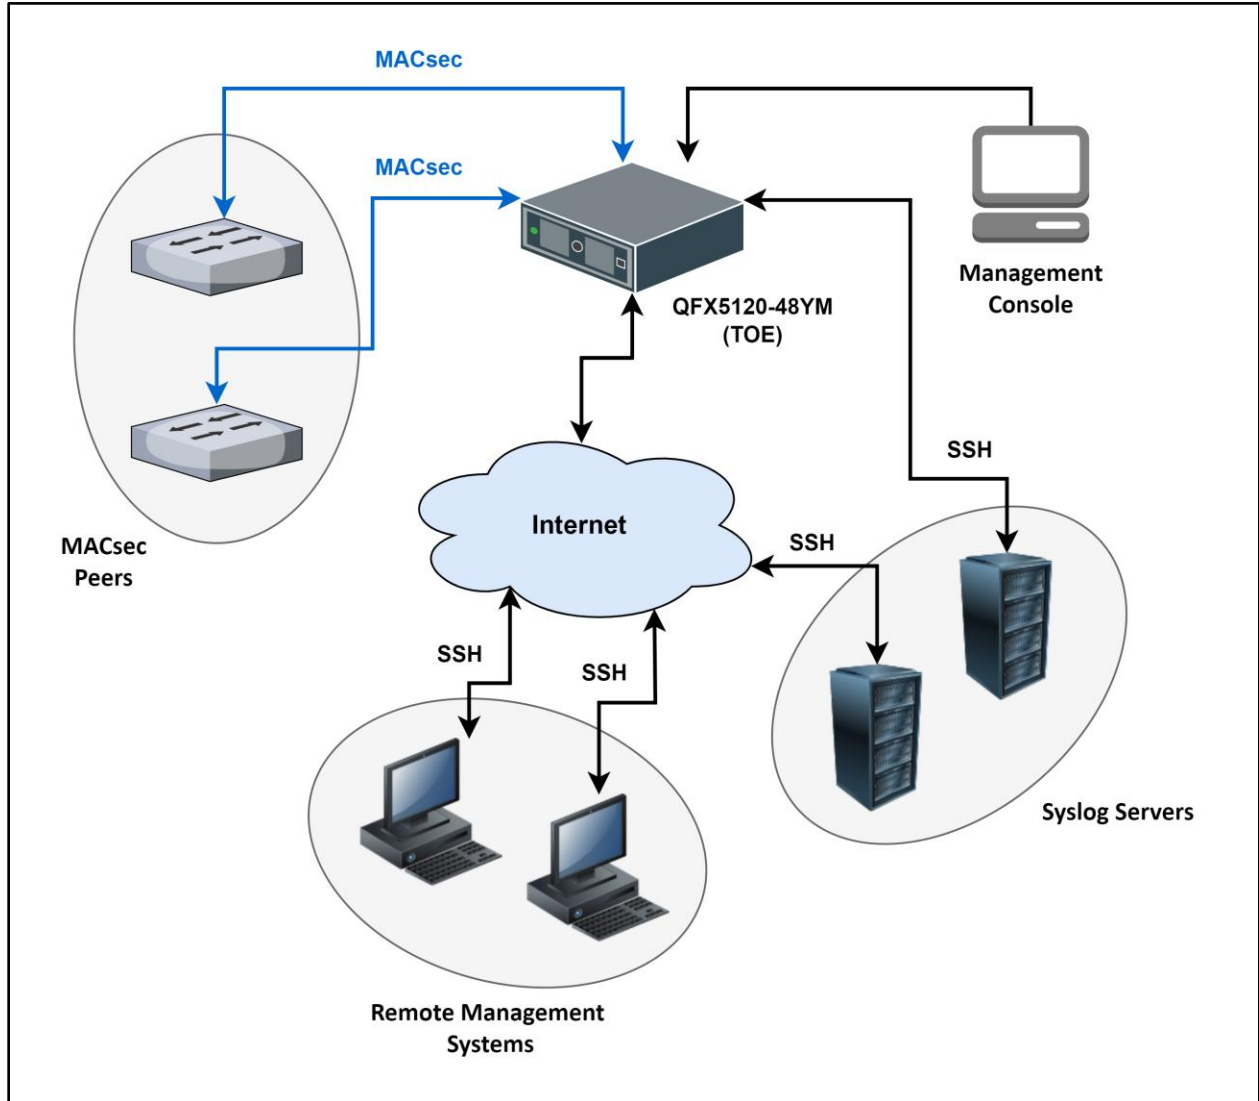 MACsec
MACsec
QFX5120-48YM
(TOE)
Management
Console
SSH
MACsec
Peers
Internet
SSH
SSH
SSH
Syslog Servers
Remote Management
Systems